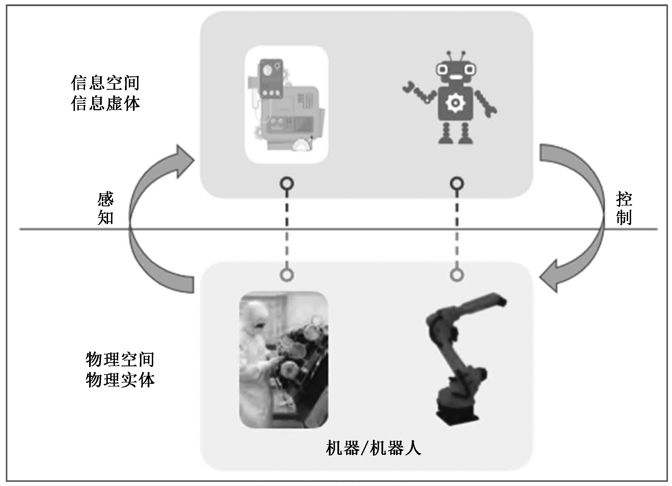 信息空间
信息虚体
感知
控制
物理空间
物理实体
机器/机器人